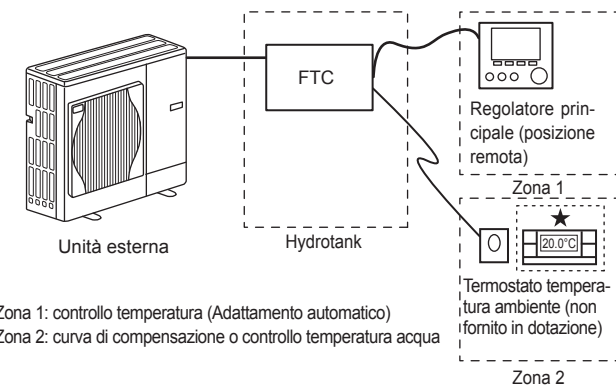 FTC
Regolatore prin-
cipale (posizione
remota)
Zona 1
Unità esterna
Hydrotank
20.0°C
Termostato tempera-
tura ambiente (non
fornito in dotazione)
Zona 2
Zona 1: controllo temperatura (Adattamento automatico)
Zona 2: curva di compensazione o controllo temperatura acqua